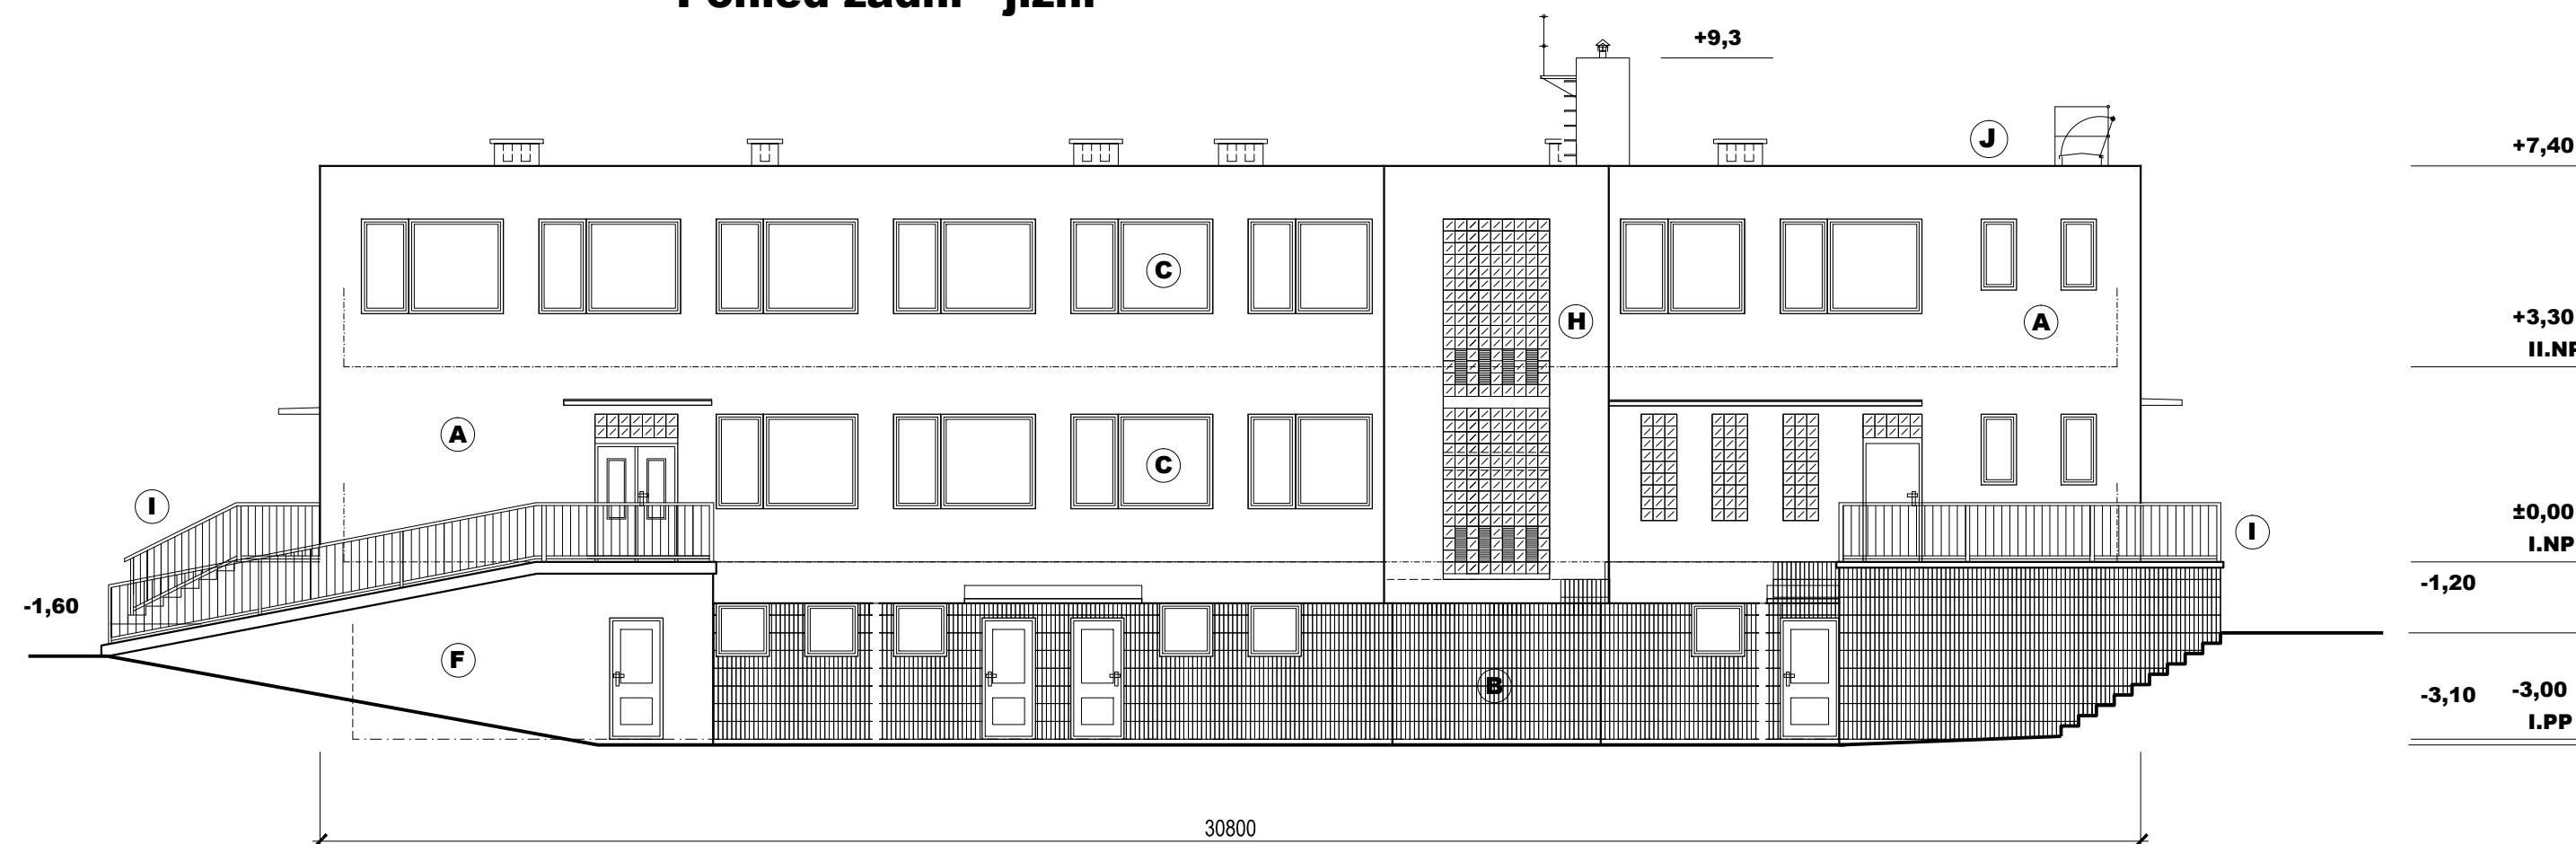 +9,3
J
+7,40
C
H
A
+3,30
II.NP
A
C
I
±0,00
I
I.NP
-1,20
-1,60
F
B
-3,10 -3,00
I.PP
30800